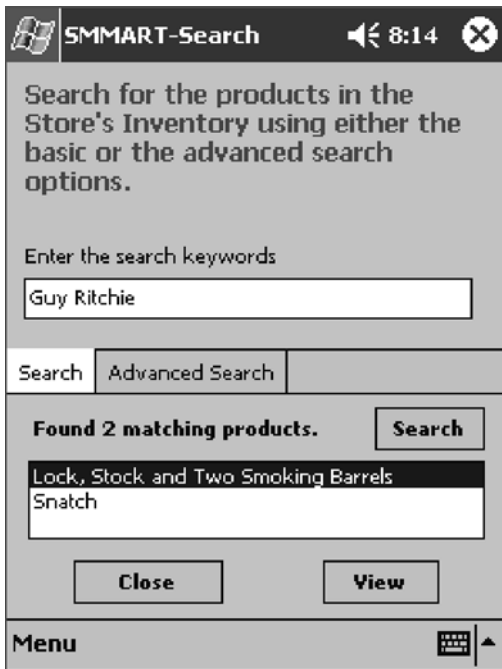 SMMART-Search 8:14
Search for the products in the
Store's Inventory using either the
basic or the advanced search
options.
Enter the search keywords
Guy Ritchie
Search Advanced Search
Found 2 matching products. Search
Lock, Stock and Two Smoking Barrels
Snatch
Close View
Menu